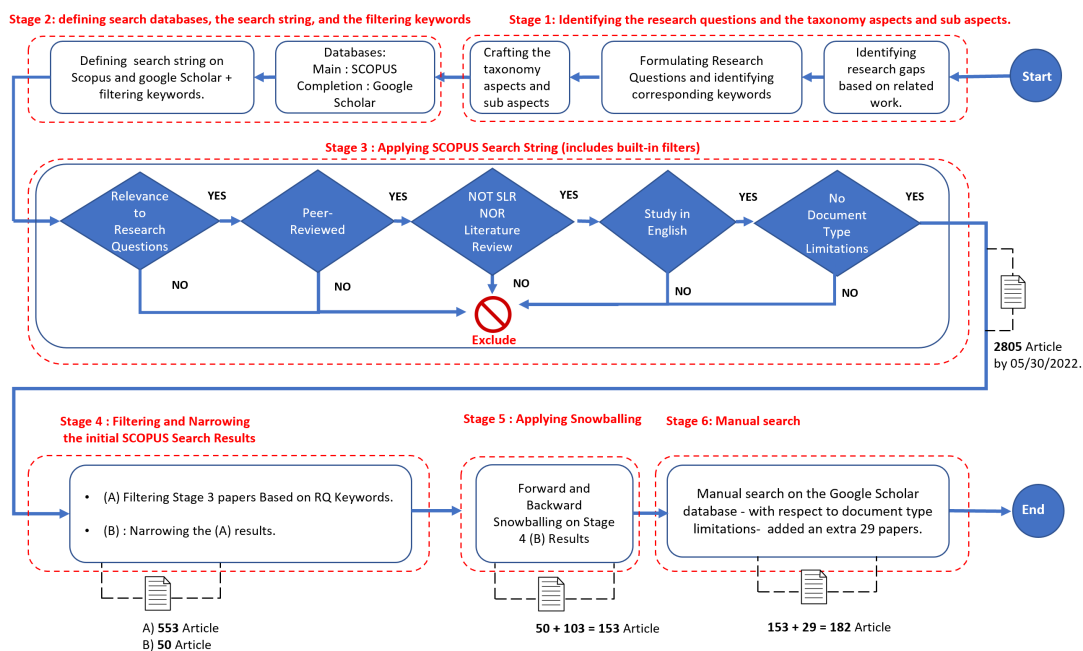 Stage 2: defining search databases, the search string, and the filtering keywords
Stage 1: Identifying the research questions and the taxonomy aspects and sub aspects.
Start
Identifying
research gaps
based on related
work.
Formulating Research
Questions and identifying
corresponding keywords
Crafting the
taxonomy
aspects and
sub aspects
Databases:
Main : SCOPUS
Completion : Google
Scholar
Defining search string on
Scopus and google Scholar +
filtering keywords.
Stage 3 : Applying SCOPUS Search String (includes built-in filters)
Relevance
to
Research
Questions
YES
NO
Peer-
Reviewed
YES
NO
NOT SLR
NOR
Literature
Review
YES
NO
Study in
English
YES
NO
No
Document
Type
Limitations
YES
NO
Exclude
2805 Article
by 05/30/2022.
Stage 4 : Filtering and Narrowing
the initial SCOPUS Search Results
• (A) Filtering Stage 3 papers Based on RQ Keywords.
• (B) : Narrowing the (A) results.
A) 553 Article
B) 50 Article
Stage 5 : Applying Snowballing
Forward and
Backward
Snowballing on Stage
4 (B) Results
50 + 103 = 153 Article
Stage 6: Manual search
Manual search on the Google Scholar
database - with respect to document type
limitations- added an extra 29 papers.
153 + 29 = 182 Article
End